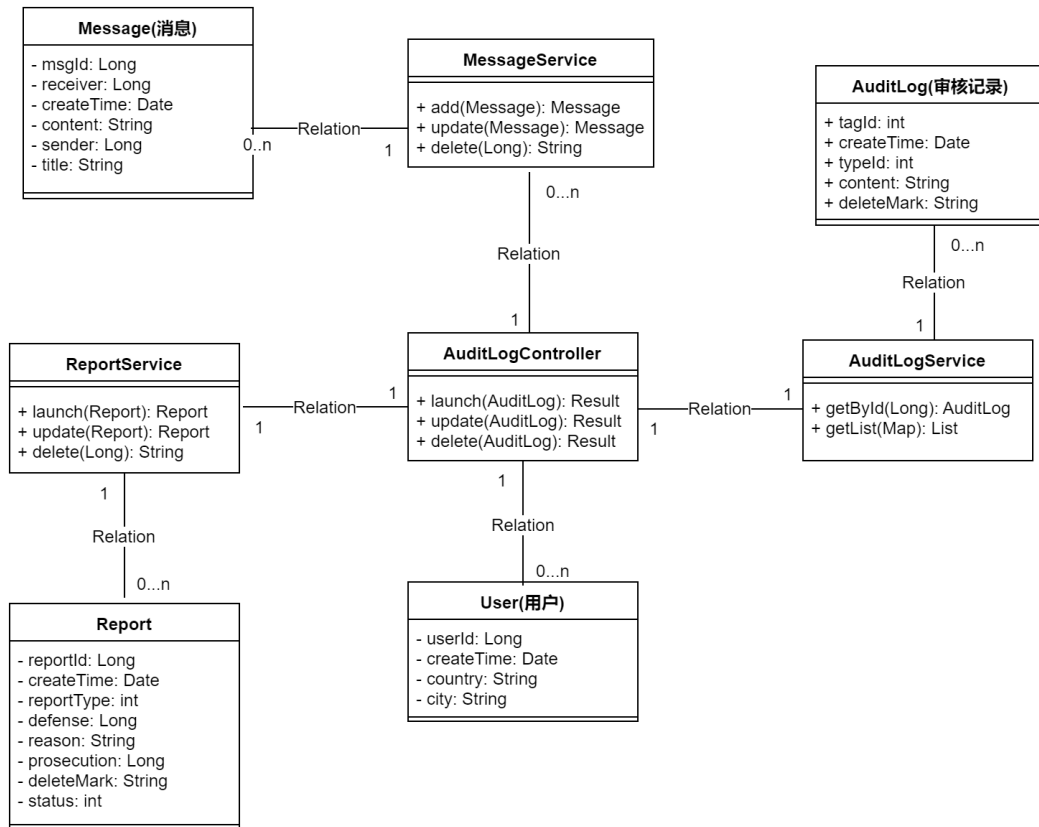 Message(消息)
- msgId: Long
- receiver: Long
- createTime: Date
- content: String
- sender: Long
- title: String
0..n
Relation
1
MessageService
+ add(Message): Message
+ update(Message): Message
+ delete(Long): String
0...n
Relation
1
AuditLog(审核记录)
+ tagId: int
+ createTime: Date
+ typeId: int
+ content: String
+ deleteMark: String
0...n
Relation
1
ReportService
+ launch(Report): Report
+ update(Report): Report
+ delete(Long): String
1
Relation
1
AuditLogController
+ launch(AuditLog): Result
+ update(AuditLog): Result
+ delete(AuditLog): Result
1
Relation
1
AuditLogService
+ getById(Long): AuditLog
+ getList(Map): List
1
Relation
0...n
1
Relation
0...n
Report
- reportId: Long
- createTime: Date
- reportType: int
- defense: Long
- reason: String
- prosecution: Long
- deleteMark: String
- status: int
User(用户)
- userId: Long
- createTime: Date
- country: String
- city: String